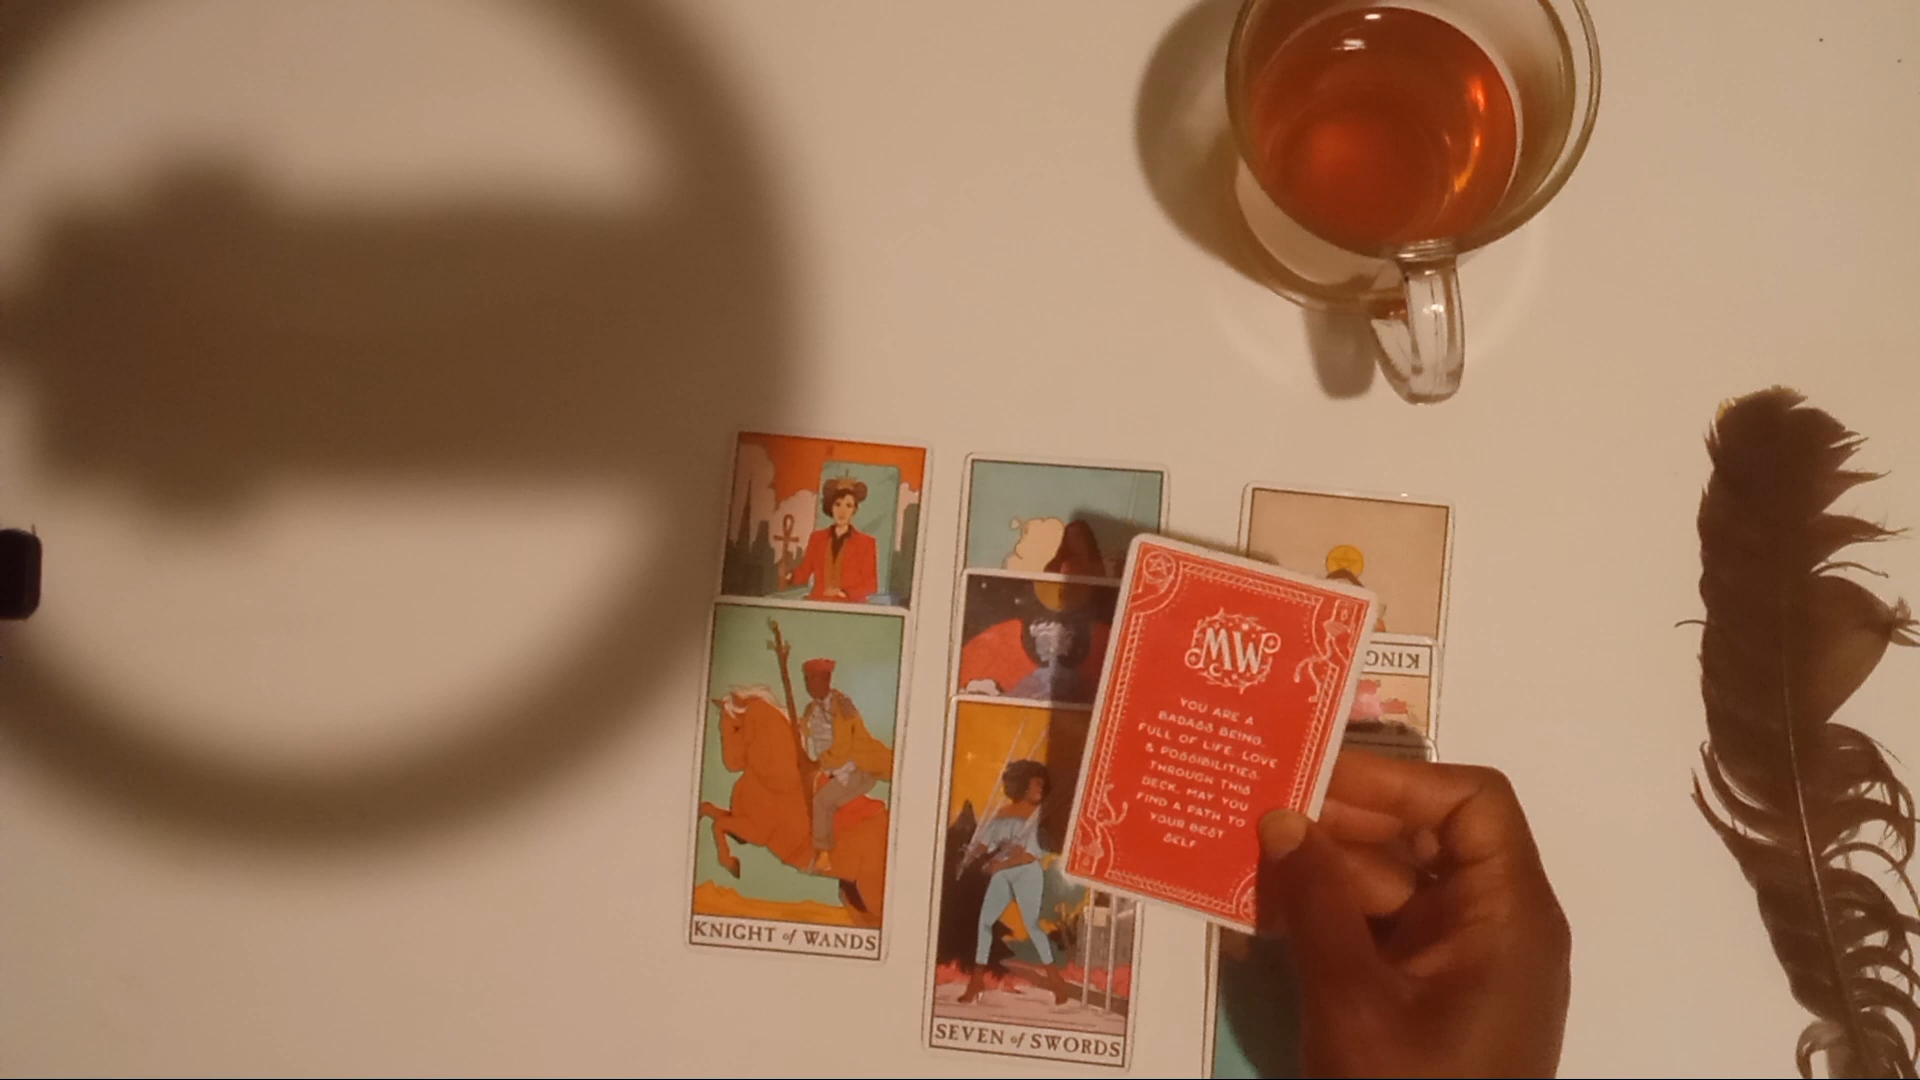 KING
MW
YOU ARE A
BADASS BEING,
FULL OF LIFE, LOVE
& POSSIBILITIES.
THROUGH THIS
DECK, MAY YOU
FIND A PATH TO
YOUR BEST
SELF
KNIGHT of WANDS
SEVEN of SWORDS